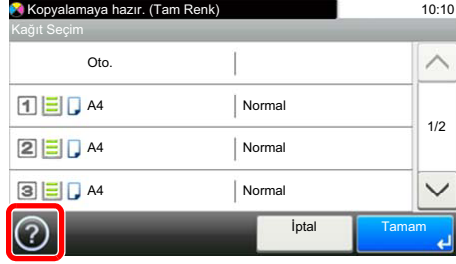 Kopyalamaya hazır. (Tam Renk) 10:10
Kağıt Seçim
Oto.
1 A4 Normal
2 A4 Normal
1/2
3 A4 Normal
? İptal Tamam